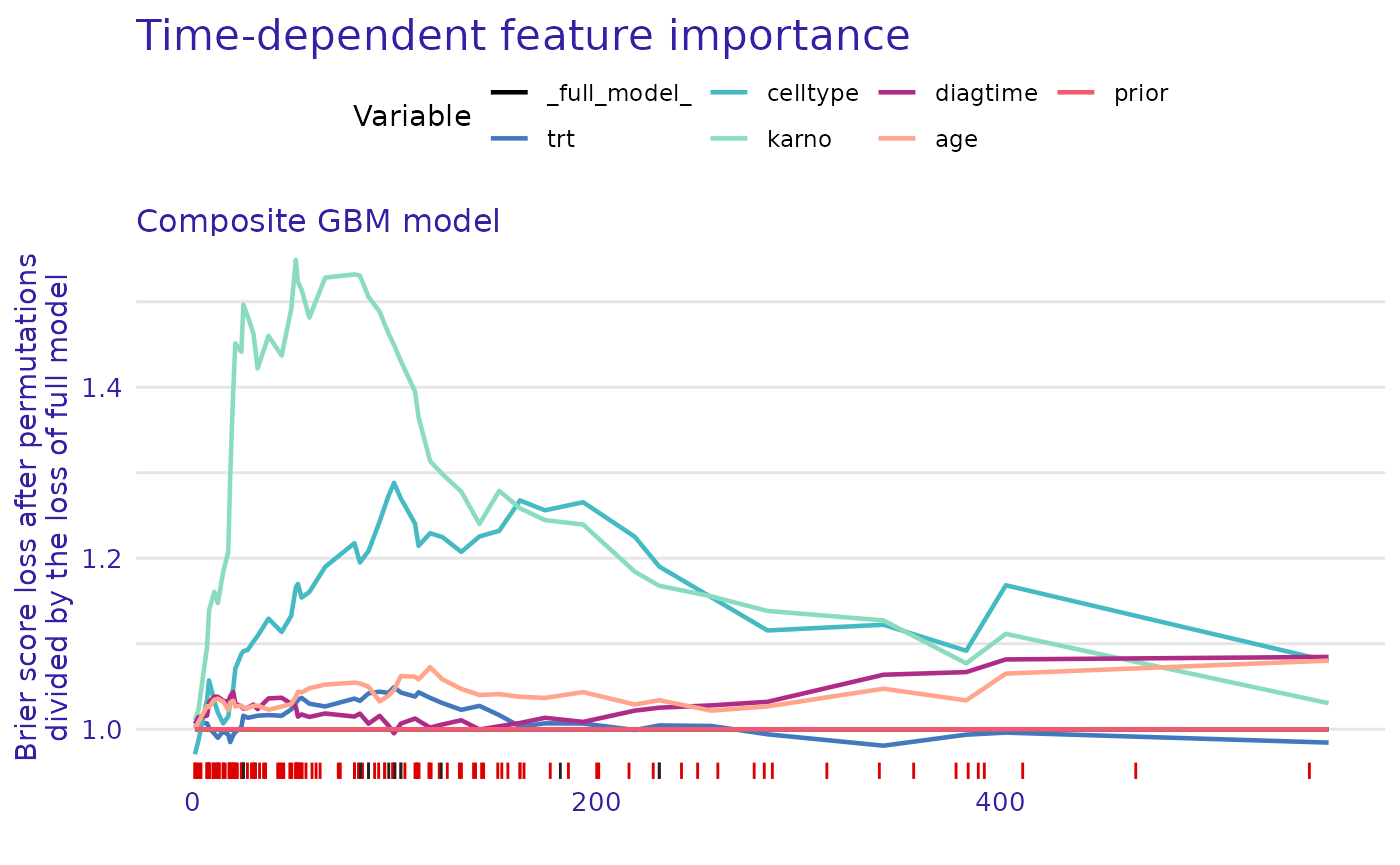 Time-dependent feature importance
Variable
_full_model_ celltype diagtime prior
trt karno age
Composite GBM model
Brier score loss after permutations
divided by the loss of full model
1.4
1.2
1.0
0 200 400